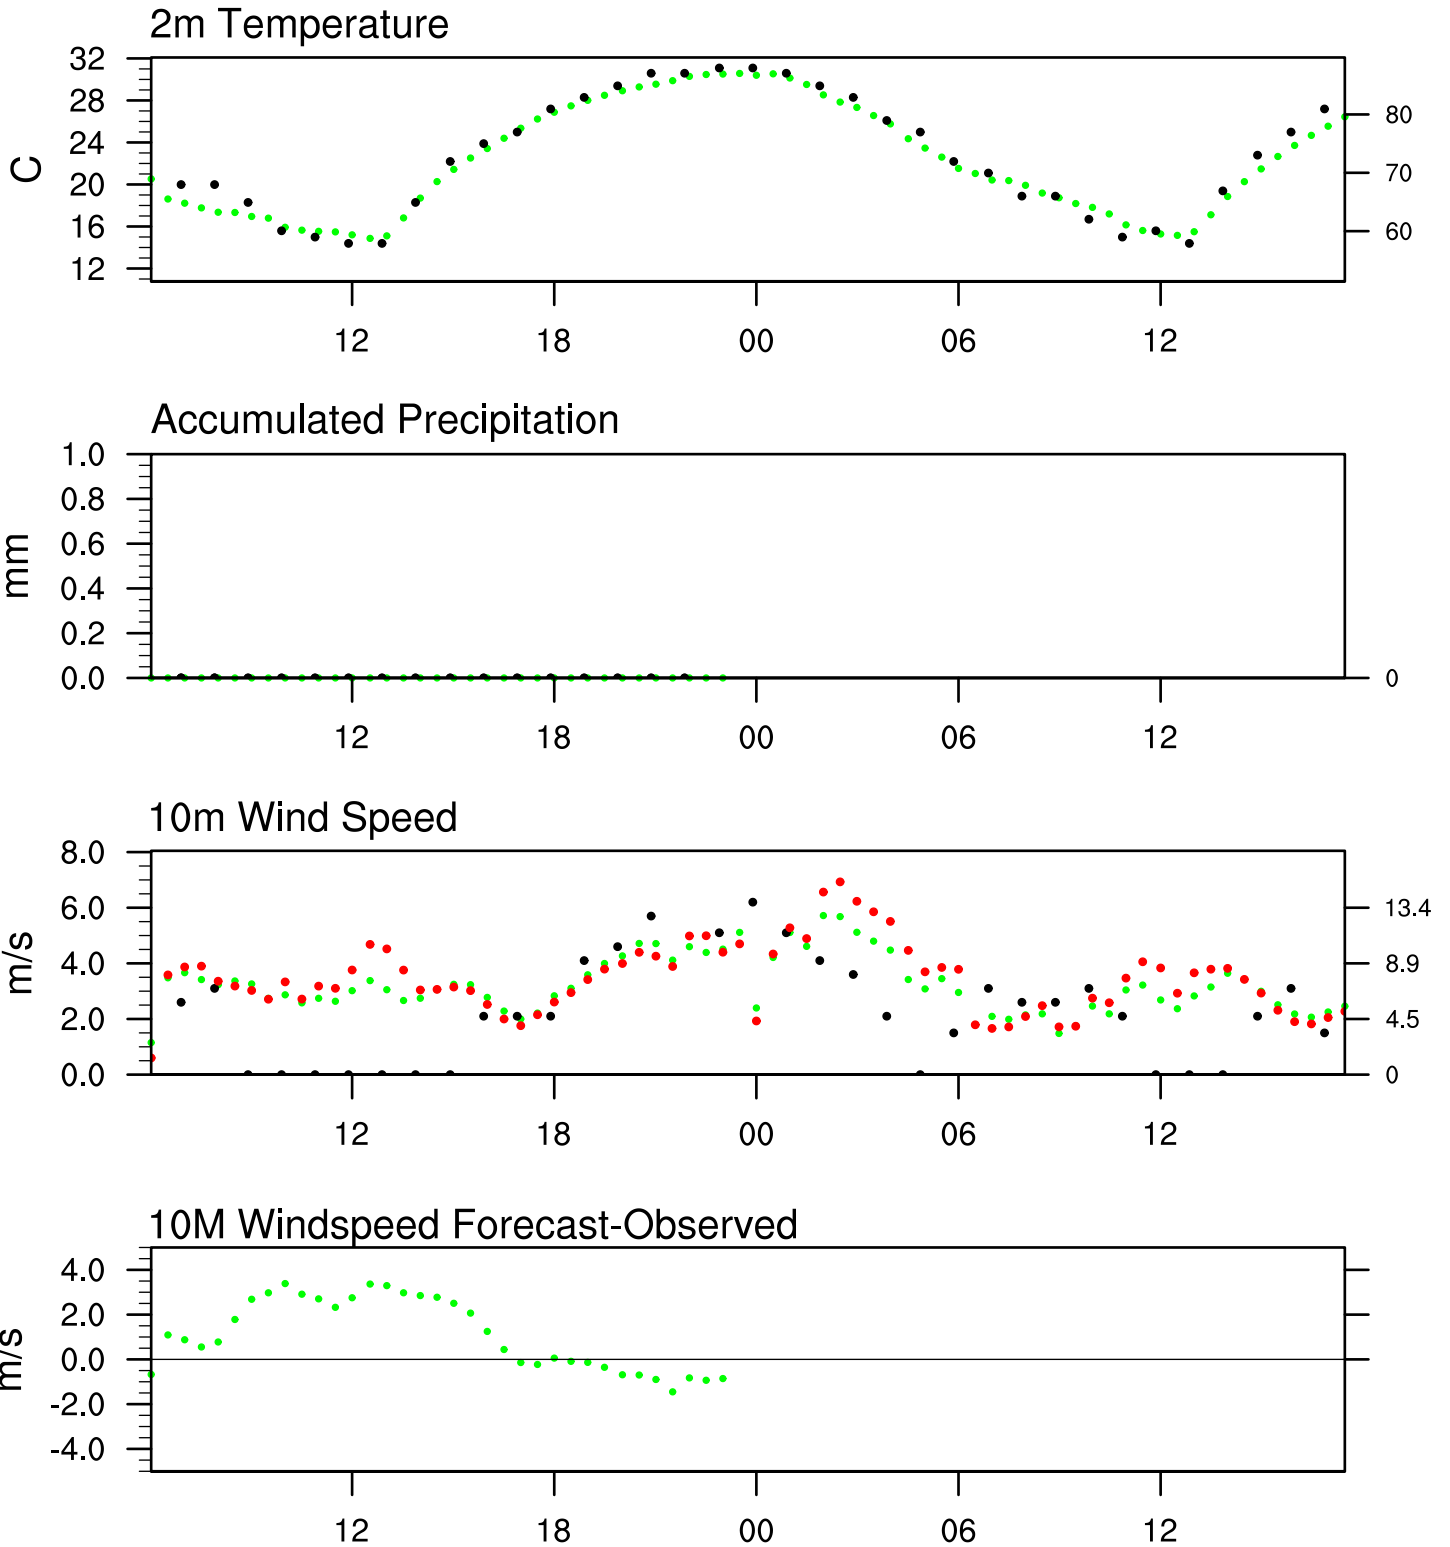 2m Temperature
32
28
24
20
16
12
C
80
70
60
12 18 00 06 12
Accumulated Precipitation
1.0
0.8
0.6
0.4
0.2
0.0
mm
0
12 18 00 06 12
10m Wind Speed
8.0
6.0
4.0
2.0
0.0
m/s
13.4
8.9
4.5
0
12 18 00 06 12
10M Windspeed Forecast-Observed
4.0
2.0
0.0
-2.0
-4.0
m/s
12 18 00 06 12